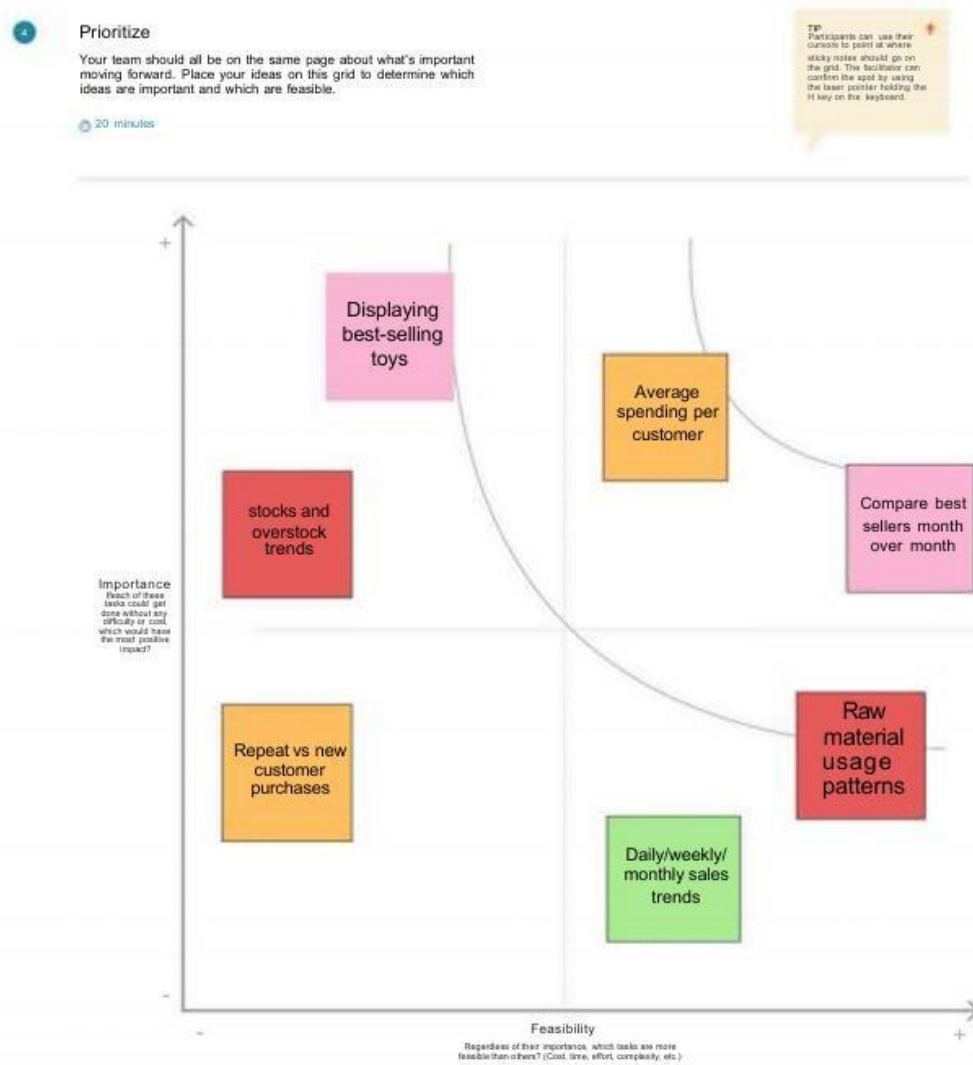 4
Prioritize
Your team should all be on the same page about what's important
moving forward. Place your ideas on this grid to determine which
ideas are important and which are feasible.
20 minutes
TIP
Participants can use their
cursors to point at where
sticky notes should go on
the grid. The facilitator can
confirm the spot by using
the laser pointer holding the
H key on the keyboard.
+
Displaying
best-selling
toys
Average
spending per
customer
Compare best
sellers month
over month
stocks and
overstock
trends
Importance
If each of these
tasks could get
done without any
difficulty or cost,
which would have
the most positive
impact?
Raw
material
usage
patterns
Repeat vs new
customer
purchases
Daily/weekly/
monthly sales
trends
-
-
Feasibility
+
Regardless of their importance, which tasks are more
feasible than others? (Cost, time, effort, complexity, etc.)